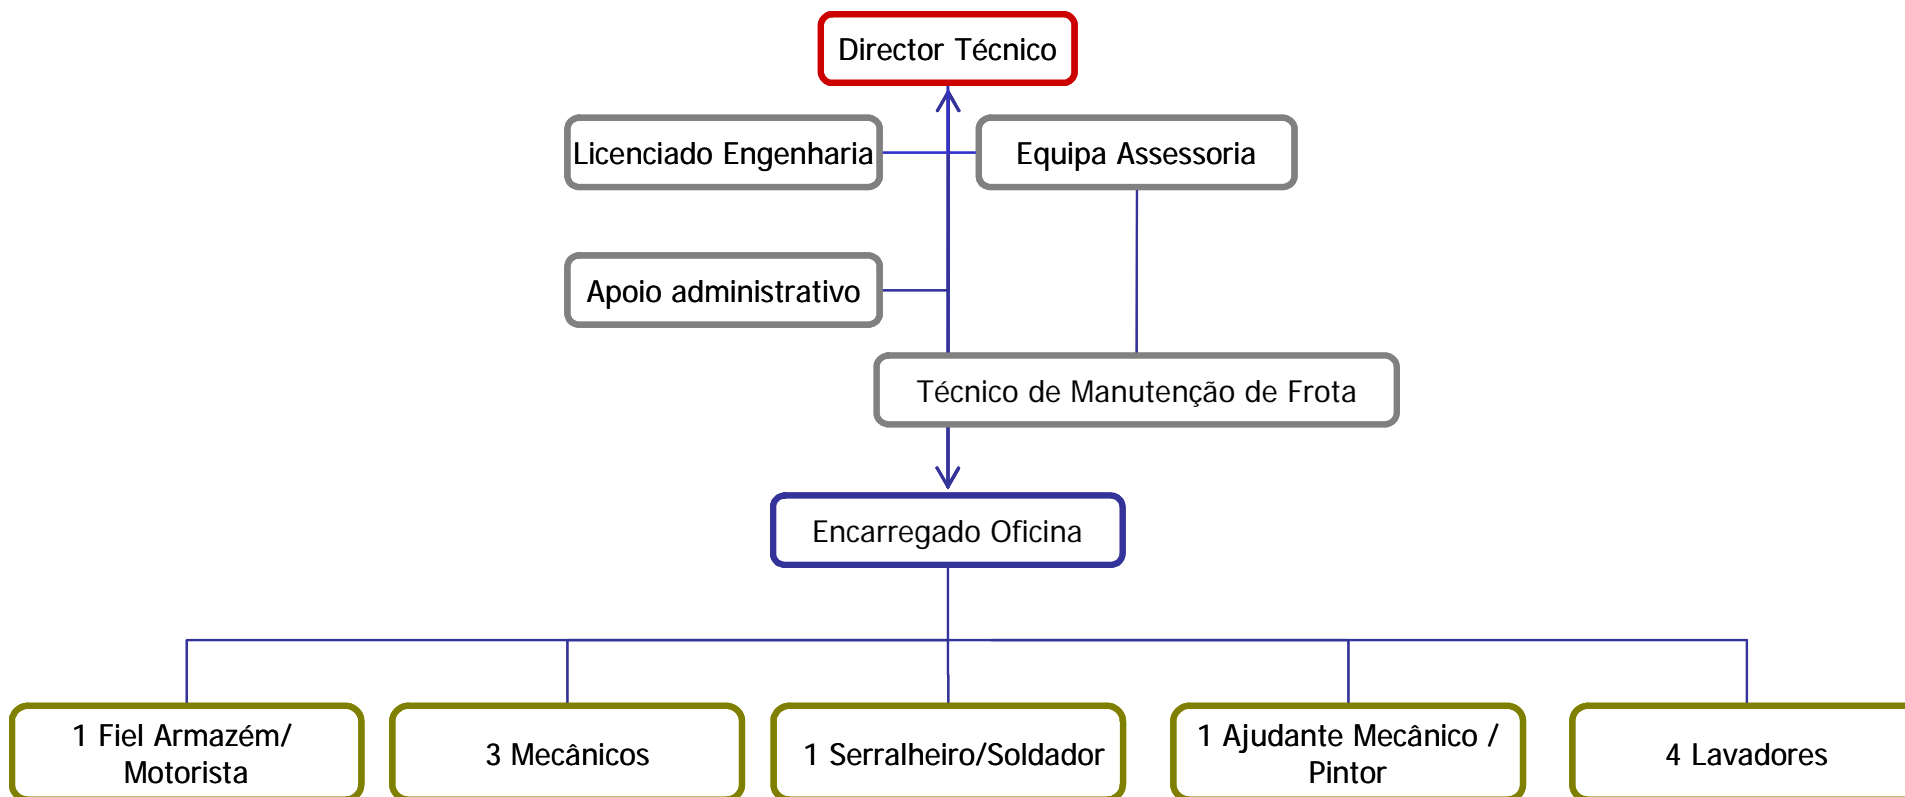 Director Técnico
Licenciado Engenharia
Equipa Assessoria
Apoio administrativo
Técnico de Manutenção de Frota
Encarregado Oficina
1 Fiel Armazém/
Motorista
3 Mecânicos
1 Serralheiro/Soldador
1 Ajudante Mecânico /
Pintor
4 Lavadores